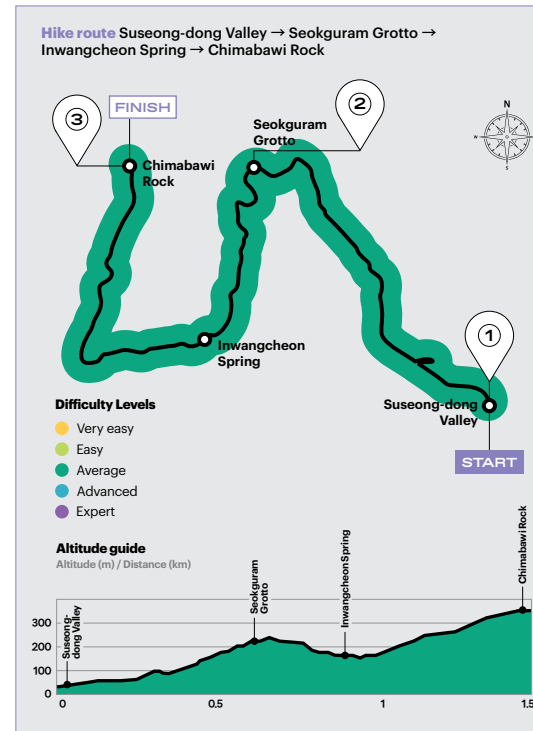 Hike route Suseong-dong Valley → Seokguram Grotto →
Inwangcheon Spring → Chimabawi Rock
3
FINISH
2
Seokguram
Grotto
N
W
E
S
Chimabawi
Rock
1
Inwangcheon
Spring
Suseong-dong
Valley
START
Difficulty Levels
Very easy
Easy
Average
Advanced
Expert
Altitude guide
Altitude (m) / Distance (km)
Suseong-
dong Valley
Seokguram
Grotto
Inwangcheon Spring
Chimabawi Rock
300
200
100
0
0
0.5
1
1.5